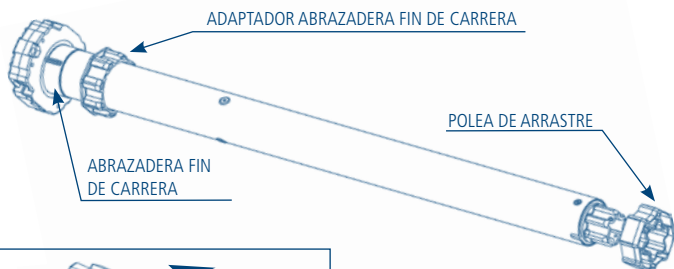 ADAPTADOR ABRAZADERA FIN DE CARRERA
POLEA DE ARRASTRE
ABRAZADERA FIN
DE CARRERA